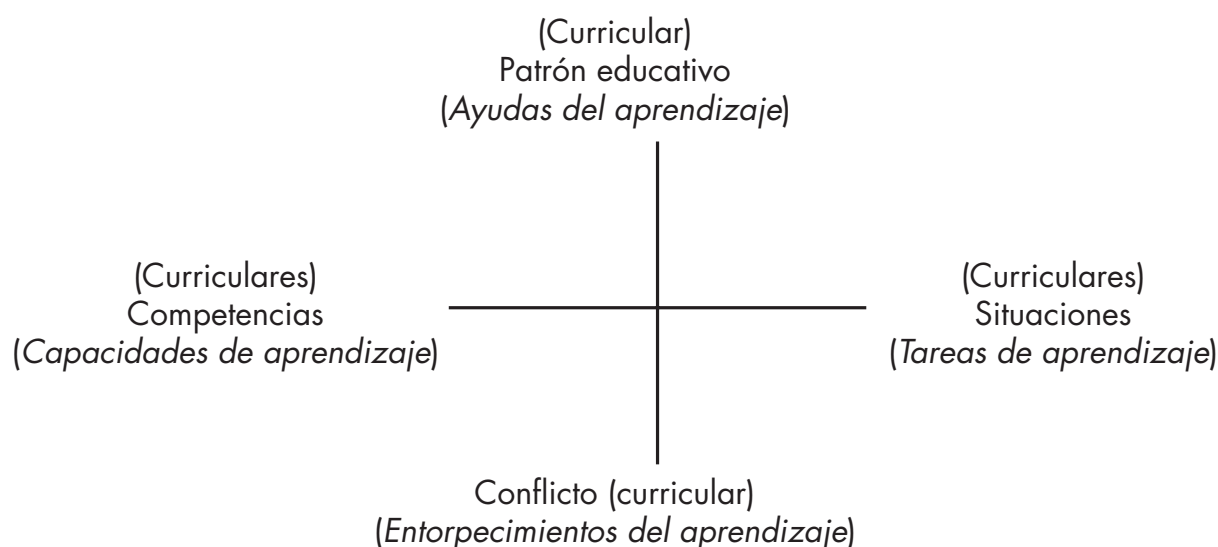 (Curricular)
Patrón educativo
(Ayudas del aprendizaje)
(Curriculares)
Competencias
(Capacidades de aprendizaje)
(Curriculares)
Situaciones
(Tareas de aprendizaje)
Conflicto (curricular)
(Entorpecimientos del aprendizaje)